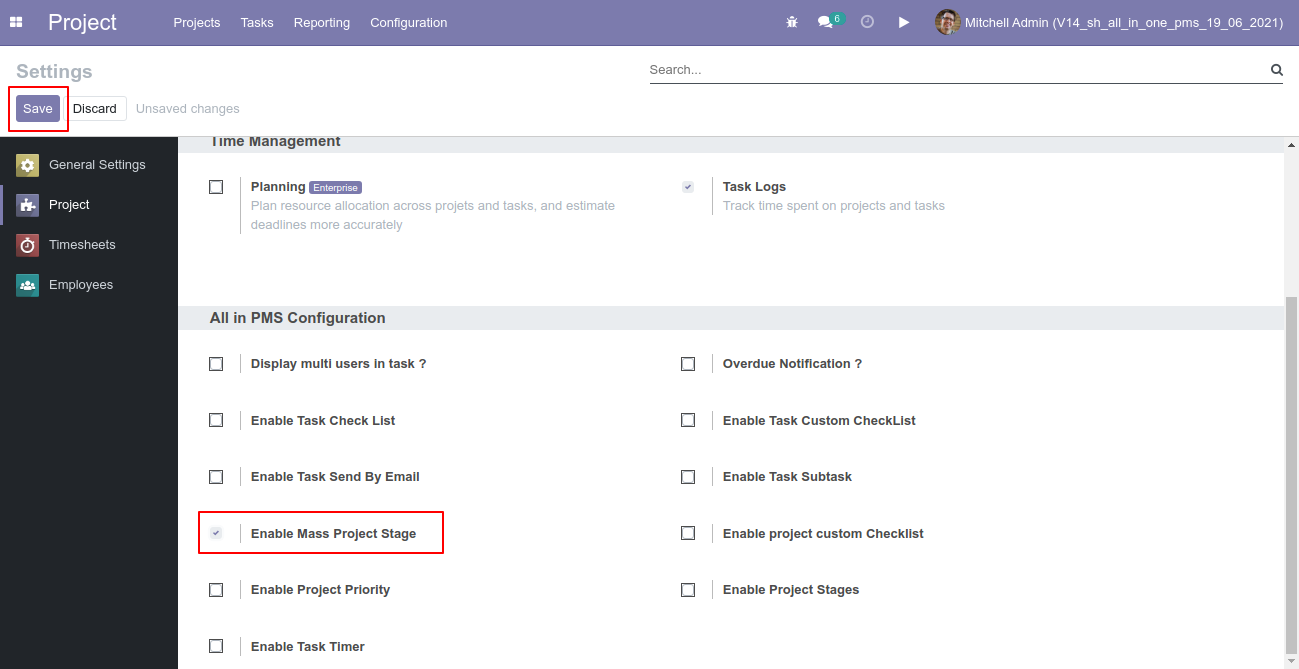 Project
Projects Tasks Reporting Configuration
6
Mitchell Admin (V14_sh_all_in_one_pms_19_06_2021)
Settings
Search...
Save Discard Unsaved changes
General Settings
Project
Timesheets
Employees
Time Management
Planning Enterprise
Plan resource allocation across projets and tasks, and estimate
deadlines more accurately
Task Logs
Track time spent on projects and tasks
All in PMS Configuration
Display multi users in task ?
Overdue Notification ?
Enable Task Check List
Enable Task Custom CheckList
Enable Task Send By Email
Enable Task Subtask
Enable Mass Project Stage
Enable project custom Checklist
Enable Project Priority
Enable Project Stages
Enable Task Timer